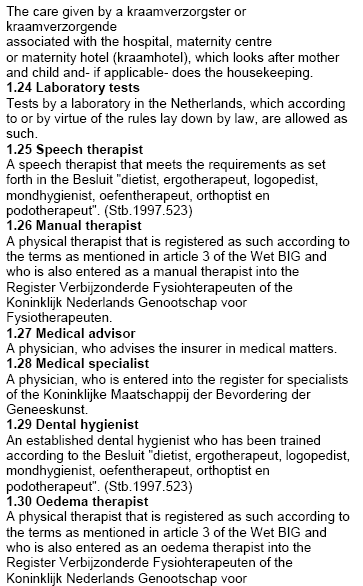 The care given by a kraamverzorgster or
kraamverzorgende
associated with the hospital, maternity centre
or maternity hotel (kraamhotel), which looks after mother
and child and- if applicable- does the housekeeping.
1.24 Laboratory tests
Tests by a laboratory in the Netherlands, which according
to or by virtue of the rules lay down by law, are allowed as
such.
1.25 Speech therapist
A speech therapist that meets the requirements as set
forth in the Besluit "dietist, ergotherapeut, logopedist,
mondhygienist, oefentherapeut, orthoptist en
podotherapeut". (Stb.1997.523)
1.26 Manual therapist
A physical therapist that is registered as such according to
the terms as mentioned in article 3 of the Wet BIG and
who is also entered as a manual therapist into the
Register Verbijzonderde Fysiohterapeuten of the
Koninklijk Nederlands Genootschap voor
Fysiotherapeuten.
1.27 Medical advisor
A physician, who advises the insurer in medical matters.
1.28 Medical specialist
A physician, who is entered into the register for specialists
of the Koninklijke Maatschappij der Bevordering der
Geneeskunst.
1.29 Dental hygienist
An established dental hygienist who has been trained
according to the Besluit "dietist, ergotherapeut, logopedist,
mondhygienist, oefentherapeut, orthoptist en
podotherapeut". (Stb.1997.523)
1.30 Oedema therapist
A physical therapist that is registered as such according to
the terms as mentioned in article 3 of the Wet BIG and
who is also entered as an oedema therapist into the
Register Verbijzonderde Fysiohterapeuten of the
Koninklijk Nederlands Genootschap voor